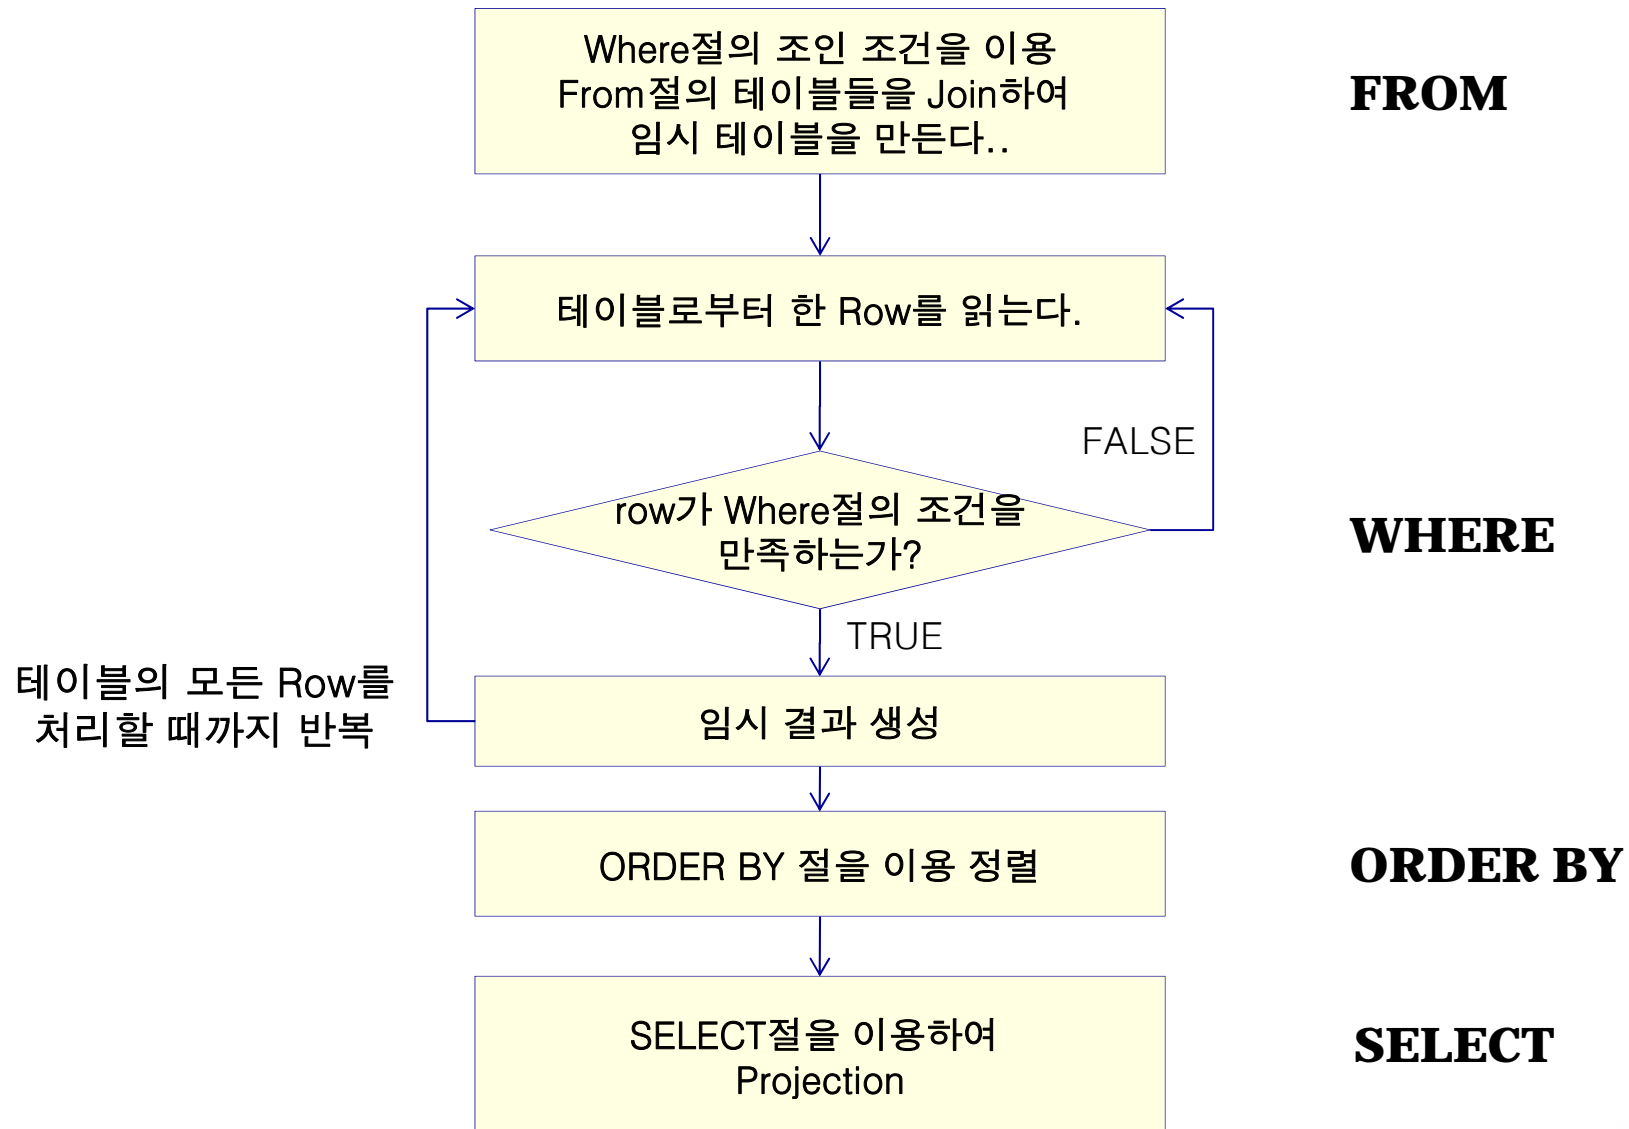 Where절의 조인 조건을 이용
From절의 테이블들을 Join하여
임시 테이블을 만든다..
FROM
테이블로부터 한 Row를 읽는다.
FALSE
row가 Where절의 조건을
만족하는가?
WHERE
TRUE
테이블의 모든 Row를
처리할 때까지 반복
임시 결과 생성
ORDER BY 절을 이용 정렬
ORDER BY
SELECT절을 이용하여
Projection
SELECT